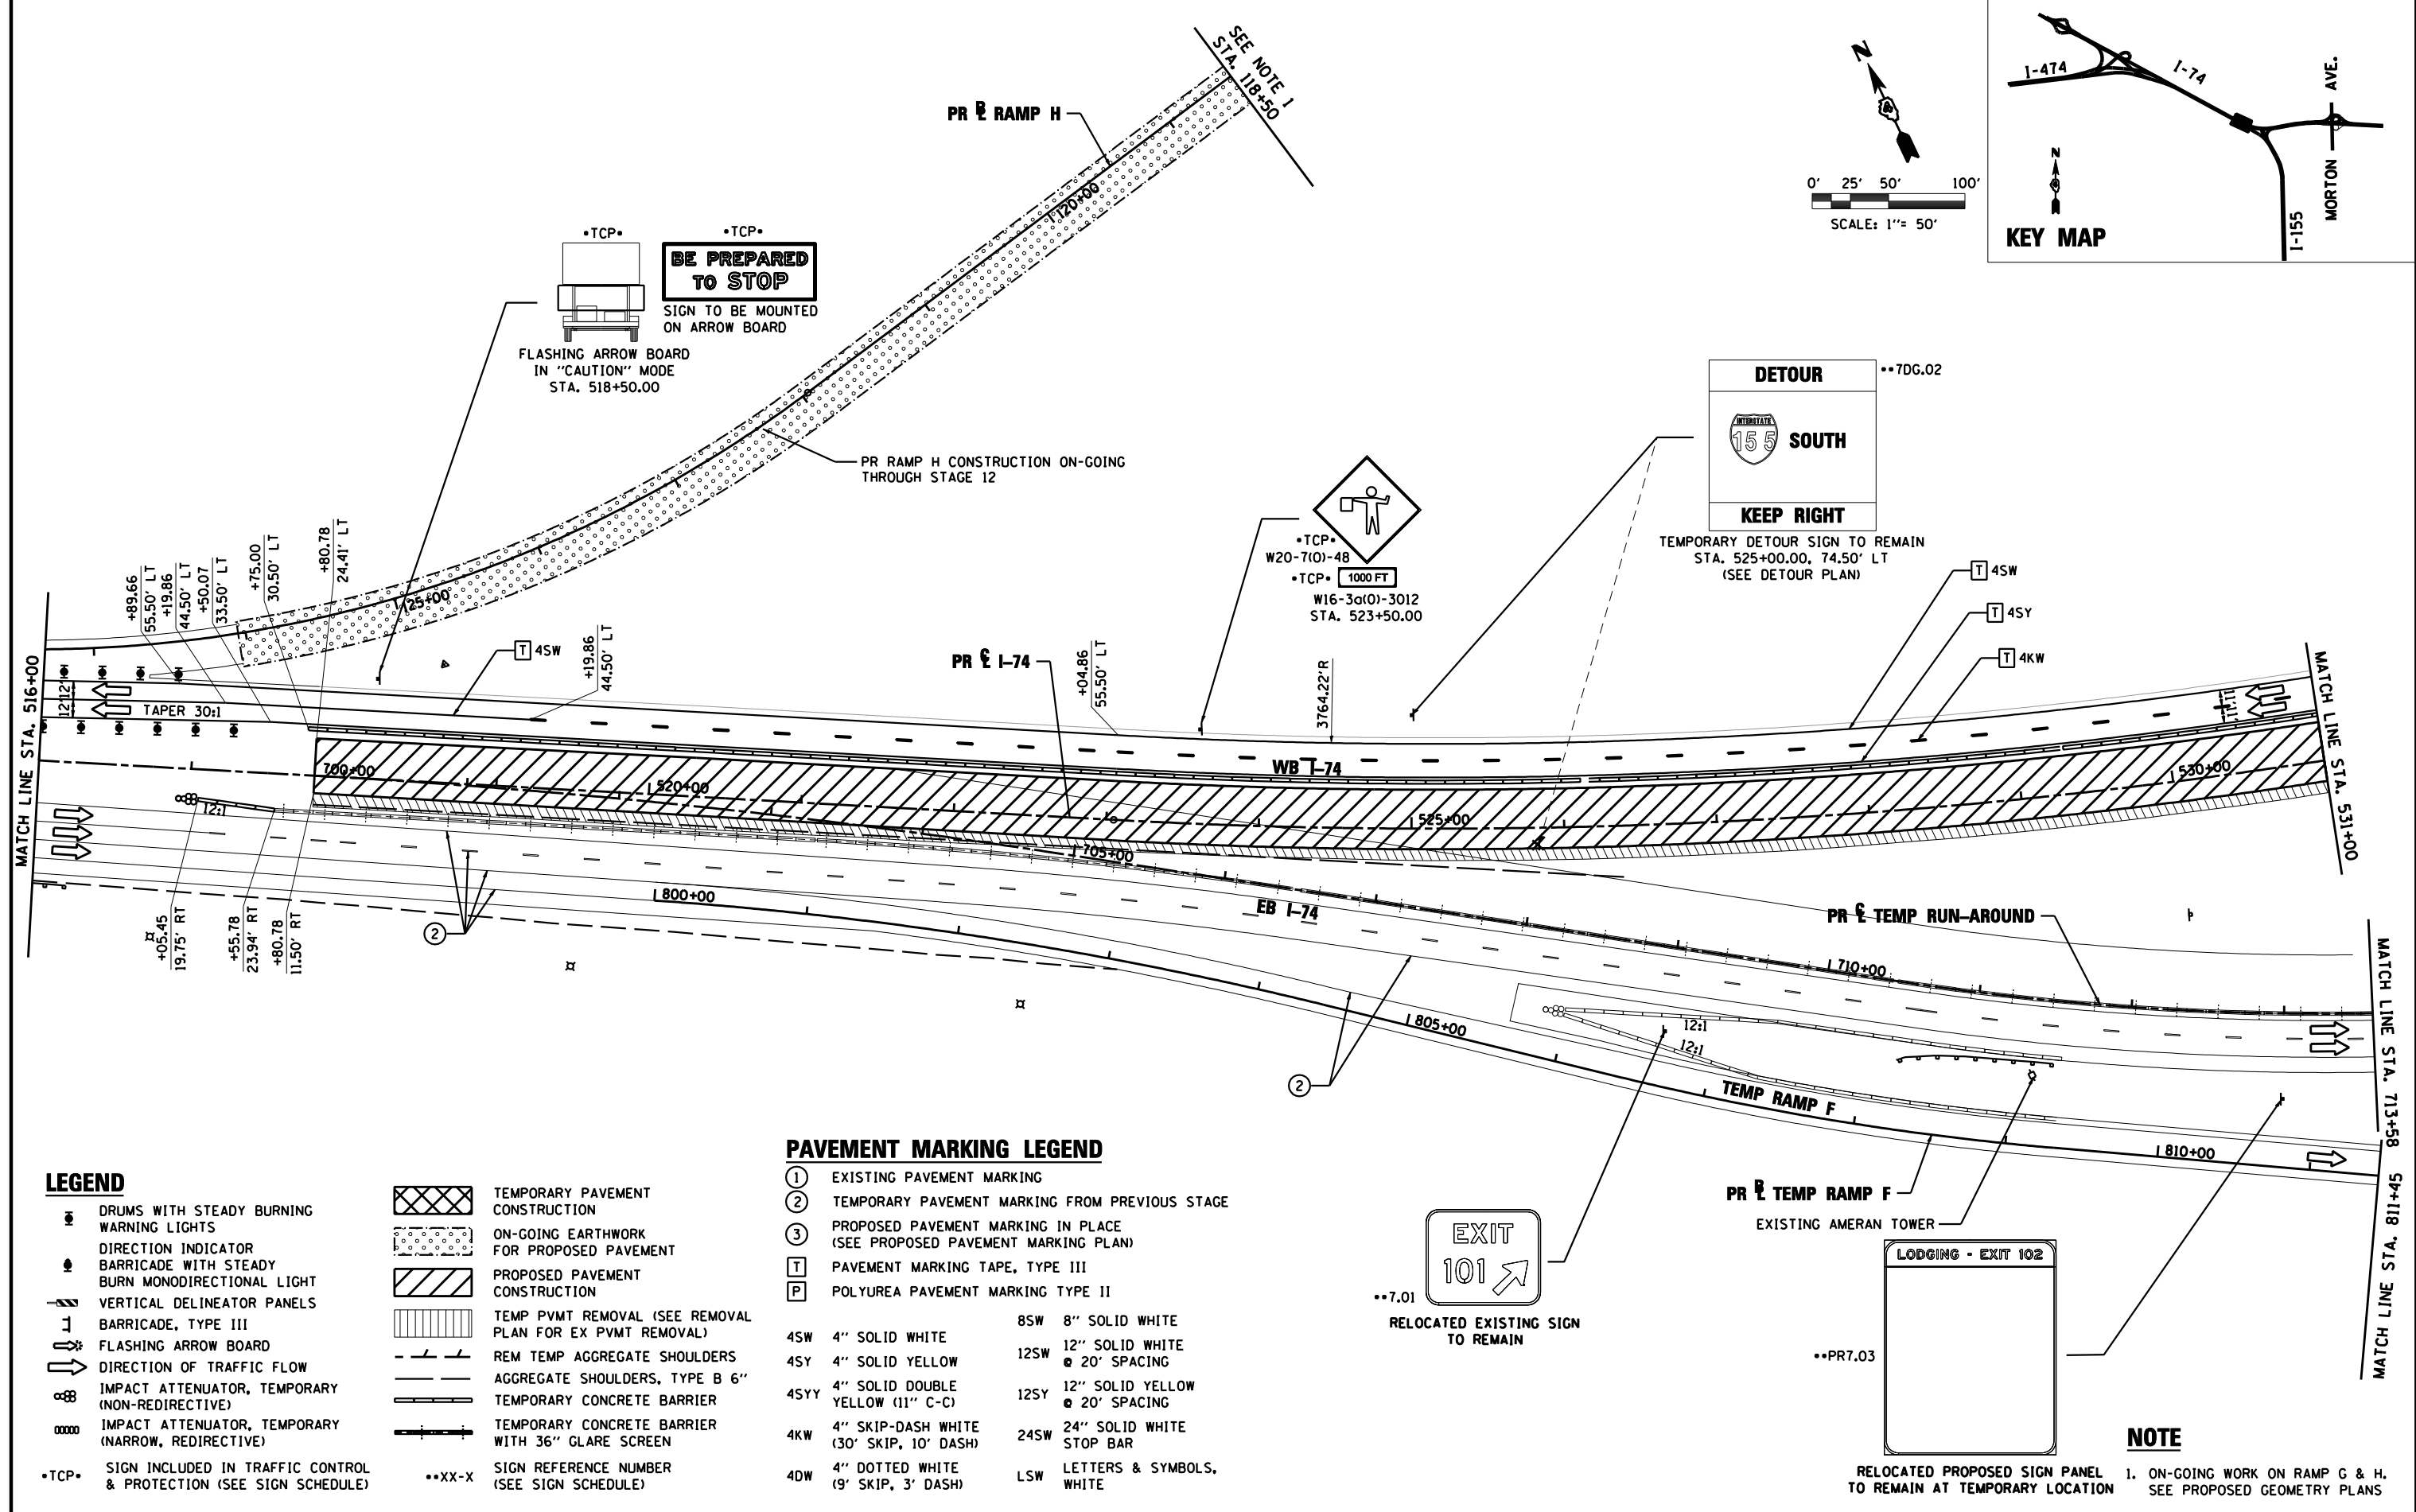 SEE NOTE 1
STA. 118+50
PR BL RAMP H
120+00
N
0' 25' 50' 100'
SCALE: 1"= 50'
I-474
I-74
MORTON AVE.
I-155
N
KEY MAP
•TCP•
•TCP•
BE PREPARED
TO STOP
SIGN TO BE MOUNTED
ON ARROW BOARD
FLASHING ARROW BOARD
IN "CAUTION" MODE
STA. 518+50.00
PR RAMP H CONSTRUCTION ON-GOING
THROUGH STAGE 12
DETOUR
INTERSTATE
155
SOUTH
KEEP RIGHT
••7DG.02
TEMPORARY DETOUR SIGN TO REMAIN
STA. 525+00.00, 74.50' LT
(SEE DETOUR PLAN)
•TCP•
W20-7(O)-48
•TCP• 1000 FT
W16-3a(O)-3012
STA. 523+50.00
T 4SW
T 4SY
T 4KW
+89.66
55.50' LT
+19.86
44.50' LT
+50.07
33.50' LT
+75.00
30.50' LT
+80.78
24.41' LT
125+00
T 4SW
+19.86
44.50' LT
PR CL I-74
+04.86
55.50' LT
3764.22'R
MATCH LINE STA. 516+00
12' 12'
TAPER 30:1
11' 11'
MATCH LINE STA. 531+00
700+00
520+00
WB I-74
525+00
530+00
12:1
705+00
800+00
EB I-74
710+00
PR CL TEMP RUN-AROUND
+05.45
19.75' RT
+55.78
23.94' RT
+80.78
11.50' RT
2
805+00
12:1
12:1
2
TEMP RAMP F
810+00
PR BL TEMP RAMP F
EXISTING AMERAN TOWER
MATCH LINE STA. 713+58
MATCH LINE STA. 811+45
EXIT
101
••7.01
RELOCATED EXISTING SIGN
TO REMAIN
LODGING - EXIT 102
••PR7.03
RELOCATED PROPOSED SIGN PANEL
TO REMAIN AT TEMPORARY LOCATION
NOTE
1. ON-GOING WORK ON RAMP G & H.
SEE PROPOSED GEOMETRY PLANS
LEGEND
DRUMS WITH STEADY BURNING
WARNING LIGHTS
DIRECTION INDICATOR
BARRICADE WITH STEADY
BURN MONODIRECTIONAL LIGHT
VERTICAL DELINEATOR PANELS
BARRICADE, TYPE III
FLASHING ARROW BOARD
DIRECTION OF TRAFFIC FLOW
IMPACT ATTENUATOR, TEMPORARY
(NON-REDIRECTIVE)
IMPACT ATTENUATOR, TEMPORARY
(NARROW, REDIRECTIVE)
•TCP• SIGN INCLUDED IN TRAFFIC CONTROL
& PROTECTION (SEE SIGN SCHEDULE)
TEMPORARY PAVEMENT
CONSTRUCTION
ON-GOING EARTHWORK
FOR PROPOSED PAVEMENT
PROPOSED PAVEMENT
CONSTRUCTION
TEMP PVMT REMOVAL (SEE REMOVAL
PLAN FOR EX PVMT REMOVAL)
REM TEMP AGGREGATE SHOULDERS
AGGREGATE SHOULDERS, TYPE B 6"
TEMPORARY CONCRETE BARRIER
TEMPORARY CONCRETE BARRIER
WITH 36" GLARE SCREEN
••XX-X SIGN REFERENCE NUMBER
(SEE SIGN SCHEDULE)
PAVEMENT MARKING LEGEND
1 EXISTING PAVEMENT MARKING
2 TEMPORARY PAVEMENT MARKING FROM PREVIOUS STAGE
3 PROPOSED PAVEMENT MARKING IN PLACE
(SEE PROPOSED PAVEMENT MARKING PLAN)
T PAVEMENT MARKING TAPE, TYPE III
P POLYUREA PAVEMENT MARKING TYPE II
4SW 4" SOLID WHITE
4SY 4" SOLID YELLOW
4SYY 4" SOLID DOUBLE
YELLOW (11" C-C)
4KW 4" SKIP-DASH WHITE
(30' SKIP, 10' DASH)
4DW 4" DOTTED WHITE
(9' SKIP, 3' DASH)
8SW 8" SOLID WHITE
12SW 12" SOLID WHITE
@ 20' SPACING
12SY 12" SOLID YELLOW
@ 20' SPACING
24SW 24" SOLID WHITE
STOP BAR
LSW LETTERS & SYMBOLS,
WHITE